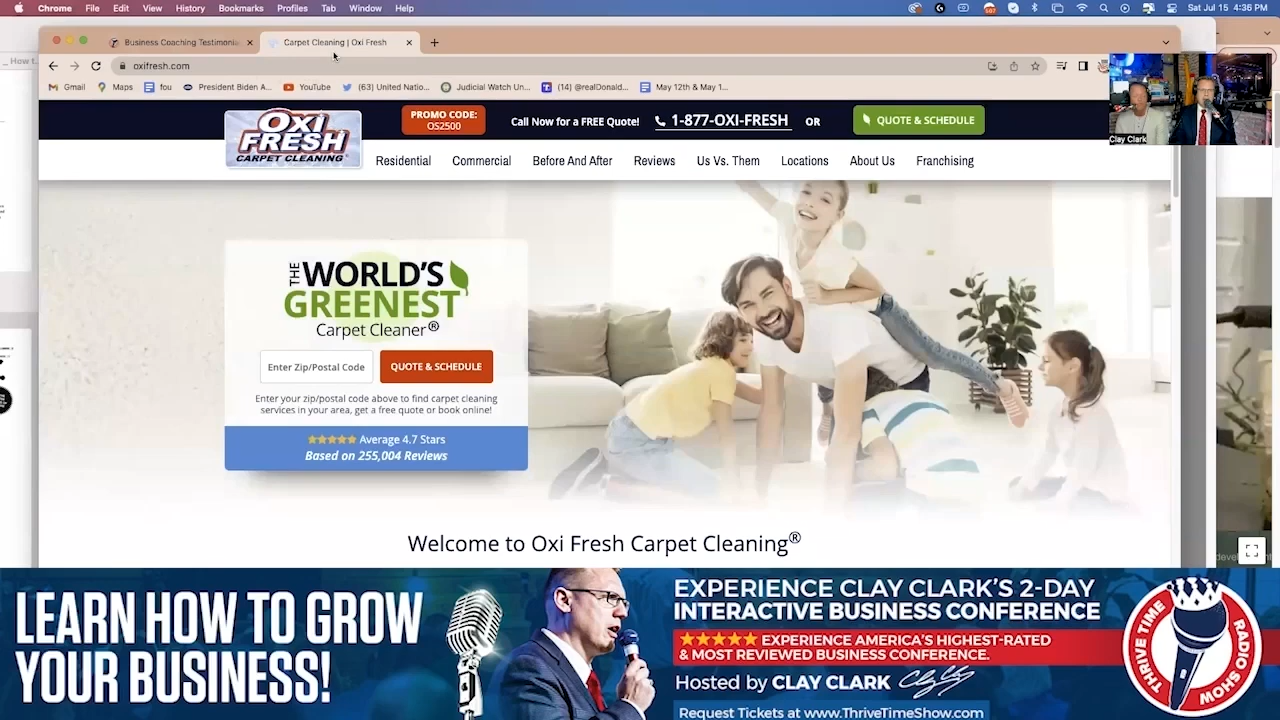 Chrome File Edit View History Bookmarks Profiles Tab Window Help
Sat Jul 15 4:36 PM
Business Coaching Testimonia
Carpet Cleaning | Oxi Fresh
How t
oxifresh.com
Gmail Maps fou President Biden A... YouTube (63) United Natio... Judicial Watch Un... (14) @realDonald... May 12th & May 1...
OXI
FRESH
CARPET CLEANING
PROMO CODE:
OS2500
Call Now for a FREE Quote! 1-877-OXI-FRESH OR QUOTE & SCHEDULE
Clay Clark
Residential Commercial Before And After Reviews Us Vs. Them Locations About Us Franchising
THE WORLD'S
GREENEST
Carpet Cleaner®
Enter Zip/Postal Code QUOTE & SCHEDULE
Enter your zip/postal code above to find carpet cleaning
services in your area, get a free quote or book online!
Average 4.7 Stars
Based on 255,004 Reviews
Welcome to Oxi Fresh Carpet Cleaning®
LEARN HOW TO GROW
YOUR BUSINESS!
EXPERIENCE CLAY CLARK'S 2-DAY
INTERACTIVE BUSINESS CONFERENCE
★★★★★ EXPERIENCE AMERICA'S HIGHEST-RATED
& MOST REVIEWED BUSINESS CONFERENCE.
Hosted by CLAY CLARK
Request Tickets at www.ThriveTimeShow.com
THRIVE TIME RADIO SHOW